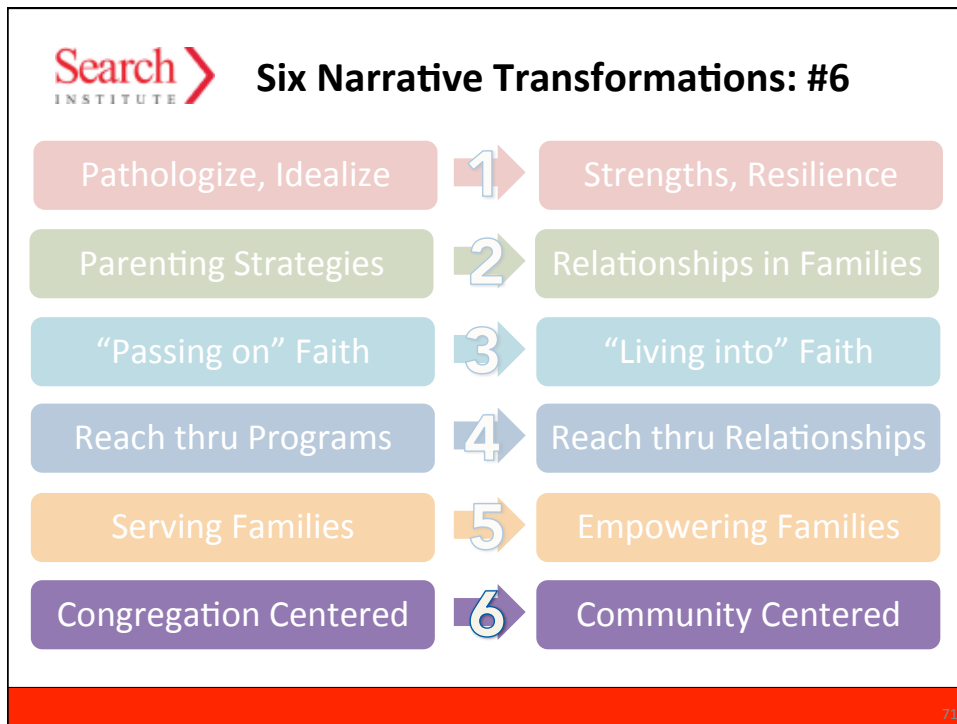 Search
INSTITUTE
Six Narrative Transformations: #6
Pathologize, Idealize 1 Strengths, Resilience
Parenting Strategies 2 Relationships in Families
“Passing on” Faith 3 “Living into” Faith
Reach thru Programs 4 Reach thru Relationships
Serving Families 5 Empowering Families
Congregation Centered 6 Community Centered
71